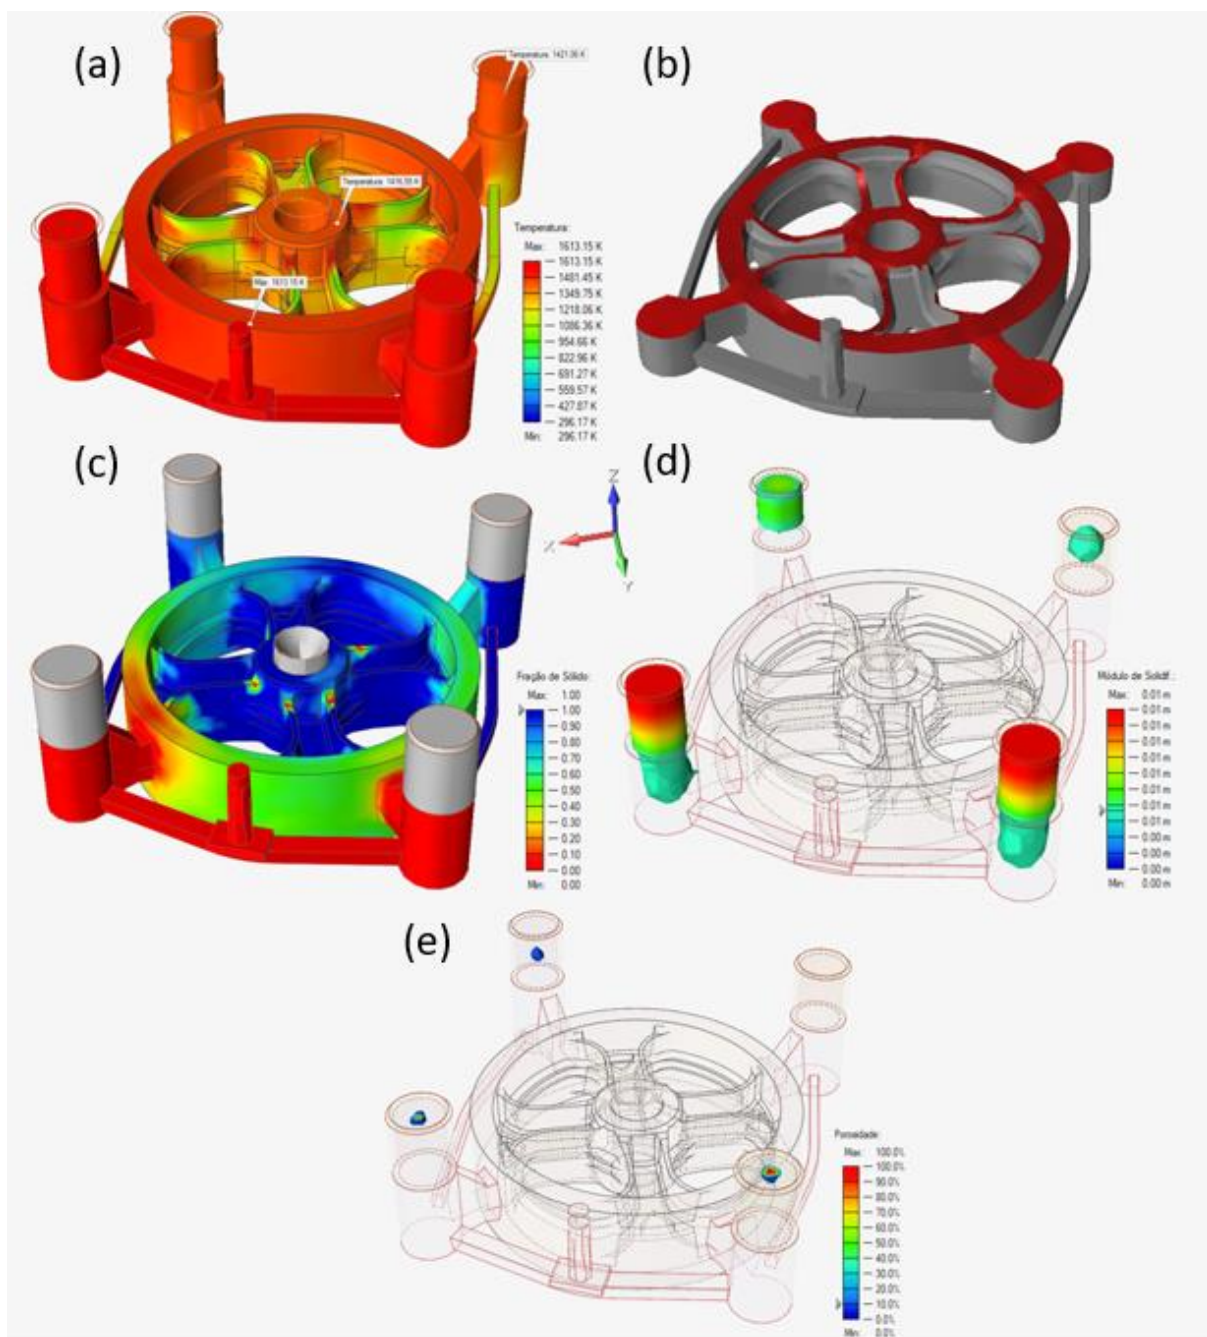 (a)
Temperatura: 1421.06 K
(b)
Max: 1613.15 K
Temperatura:
Max: 1613.15 K
1613.15 K
1481.45 K
1349.75 K
1218.06 K
1086.36 K
954.66 K
822.96 K
691.27 K
559.57 K
427.87 K
296.17 K
Min: 296.17 K
(c)
Z
X
Y
(d)
Fração de Sólido:
Max: 1.00
1.00
0.90
0.80
0.70
0.60
0.50
0.40
0.30
0.20
0.10
0.00
Min: 0.00
Módulo de Solidif...:
Max: 0.01 m
0.01 m
0.01 m
0.01 m
0.01 m
0.01 m
0.01 m
0.01 m
0.00 m
0.00 m
0.00 m
Min: 0.00 m
(e)
Porosidade:
Max: 100.0%
100.0%
90.0%
80.0%
70.0%
60.0%
50.0%
40.0%
30.0%
20.0%
10.0%
0.0%
Min: 0.0%